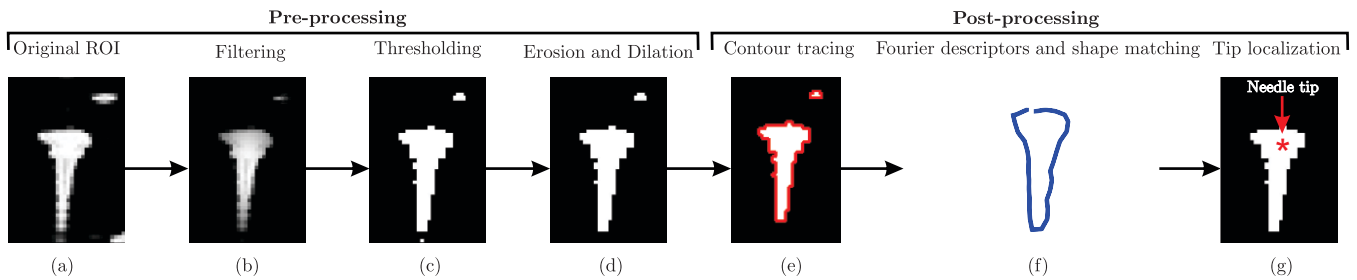 Pre-processing
Post-processing
Original ROI
Filtering
Thresholding
Erosion and Dilation
Contour tracing
Fourier descriptors and shape matching
Tip localization
Needle tip
*
(a)
(b)
(c)
(d)
(e)
(f)
(g)